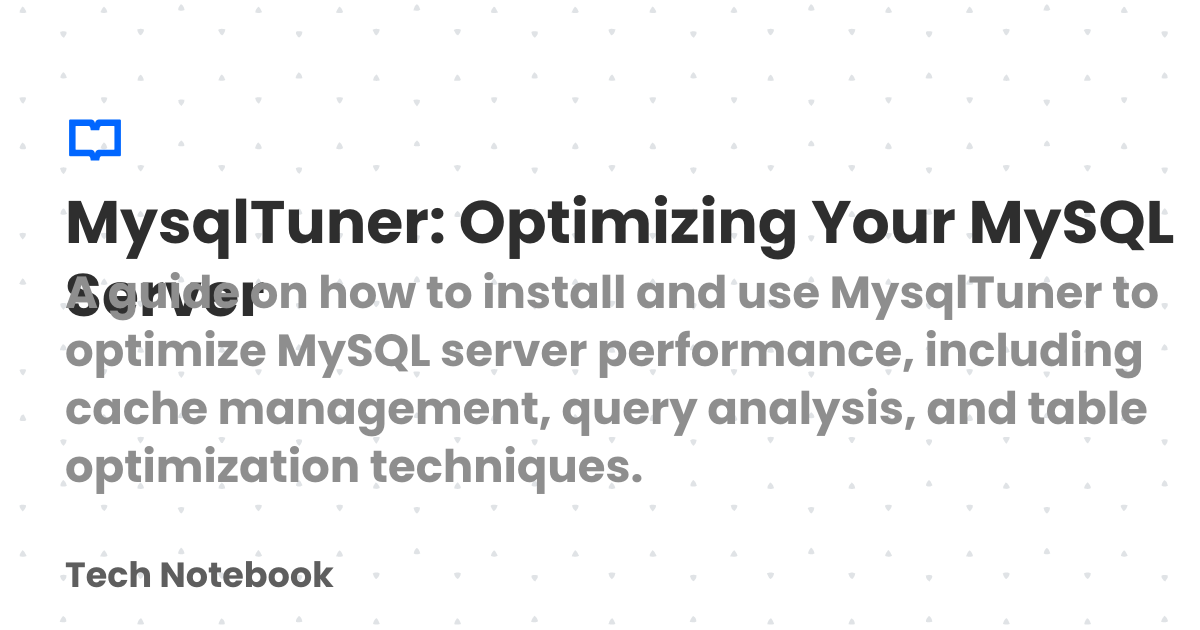 MysqlTuner: Optimizing Your MySQL
Server
A guide on how to install and use MysqlTuner to
optimize MySQL server performance, including
cache management, query analysis, and table
optimization techniques.
Tech Notebook